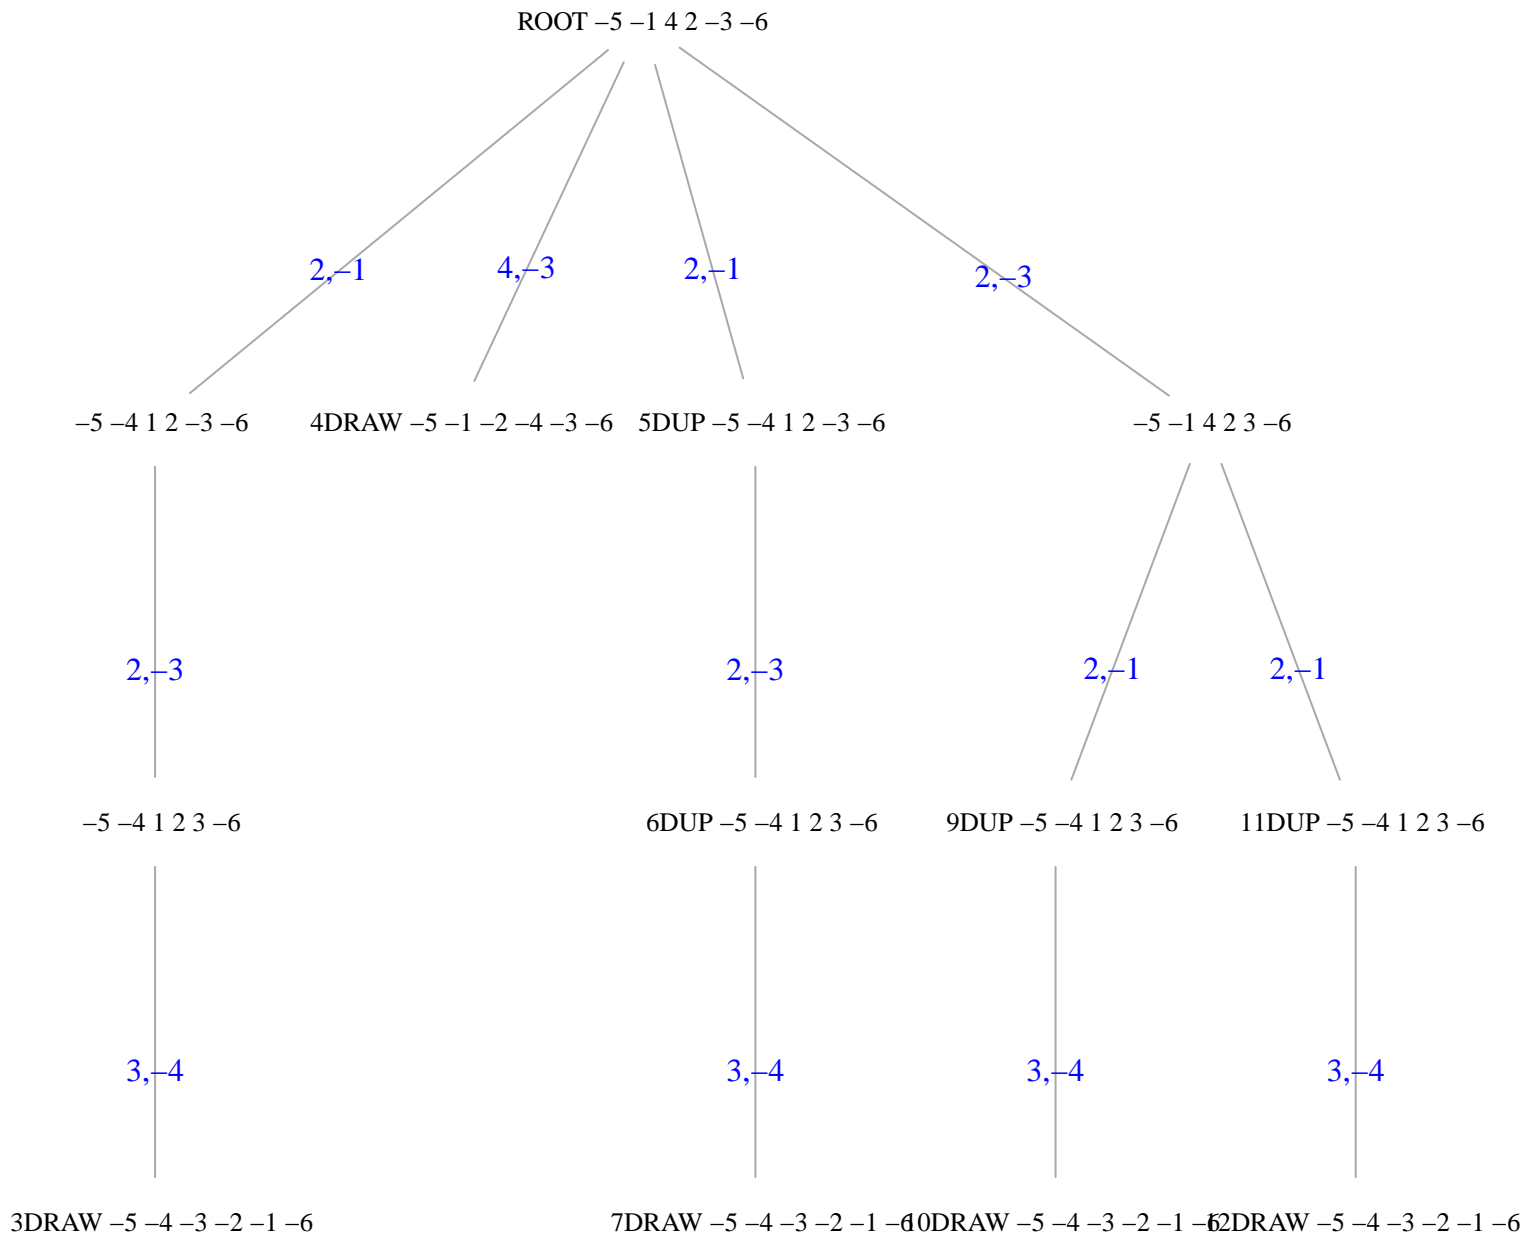 ROOT –5 –1 4 2 –3 –6
2,–1
4,–3
2,–1
2,–3
–5 –4 1 2 –3 –6
4DRAW –5 –1 –2 –4 –3 –6
5DUP –5 –4 1 2 –3 –6
–5 –1 4 2 3 –6
2,–3
2,–3
2,–1
2,–1
–5 –4 1 2 3 –6
6DUP –5 –4 1 2 3 –6
9DUP –5 –4 1 2 3 –6
11DUP –5 –4 1 2 3 –6
3,–4
3,–4
3,–4
3,–4
3DRAW –5 –4 –3 –2 –1 –6
7DRAW –5 –4 –3 –2 –1 –6
10DRAW –5 –4 –3 –2 –1 –6
12DRAW –5 –4 –3 –2 –1 –6